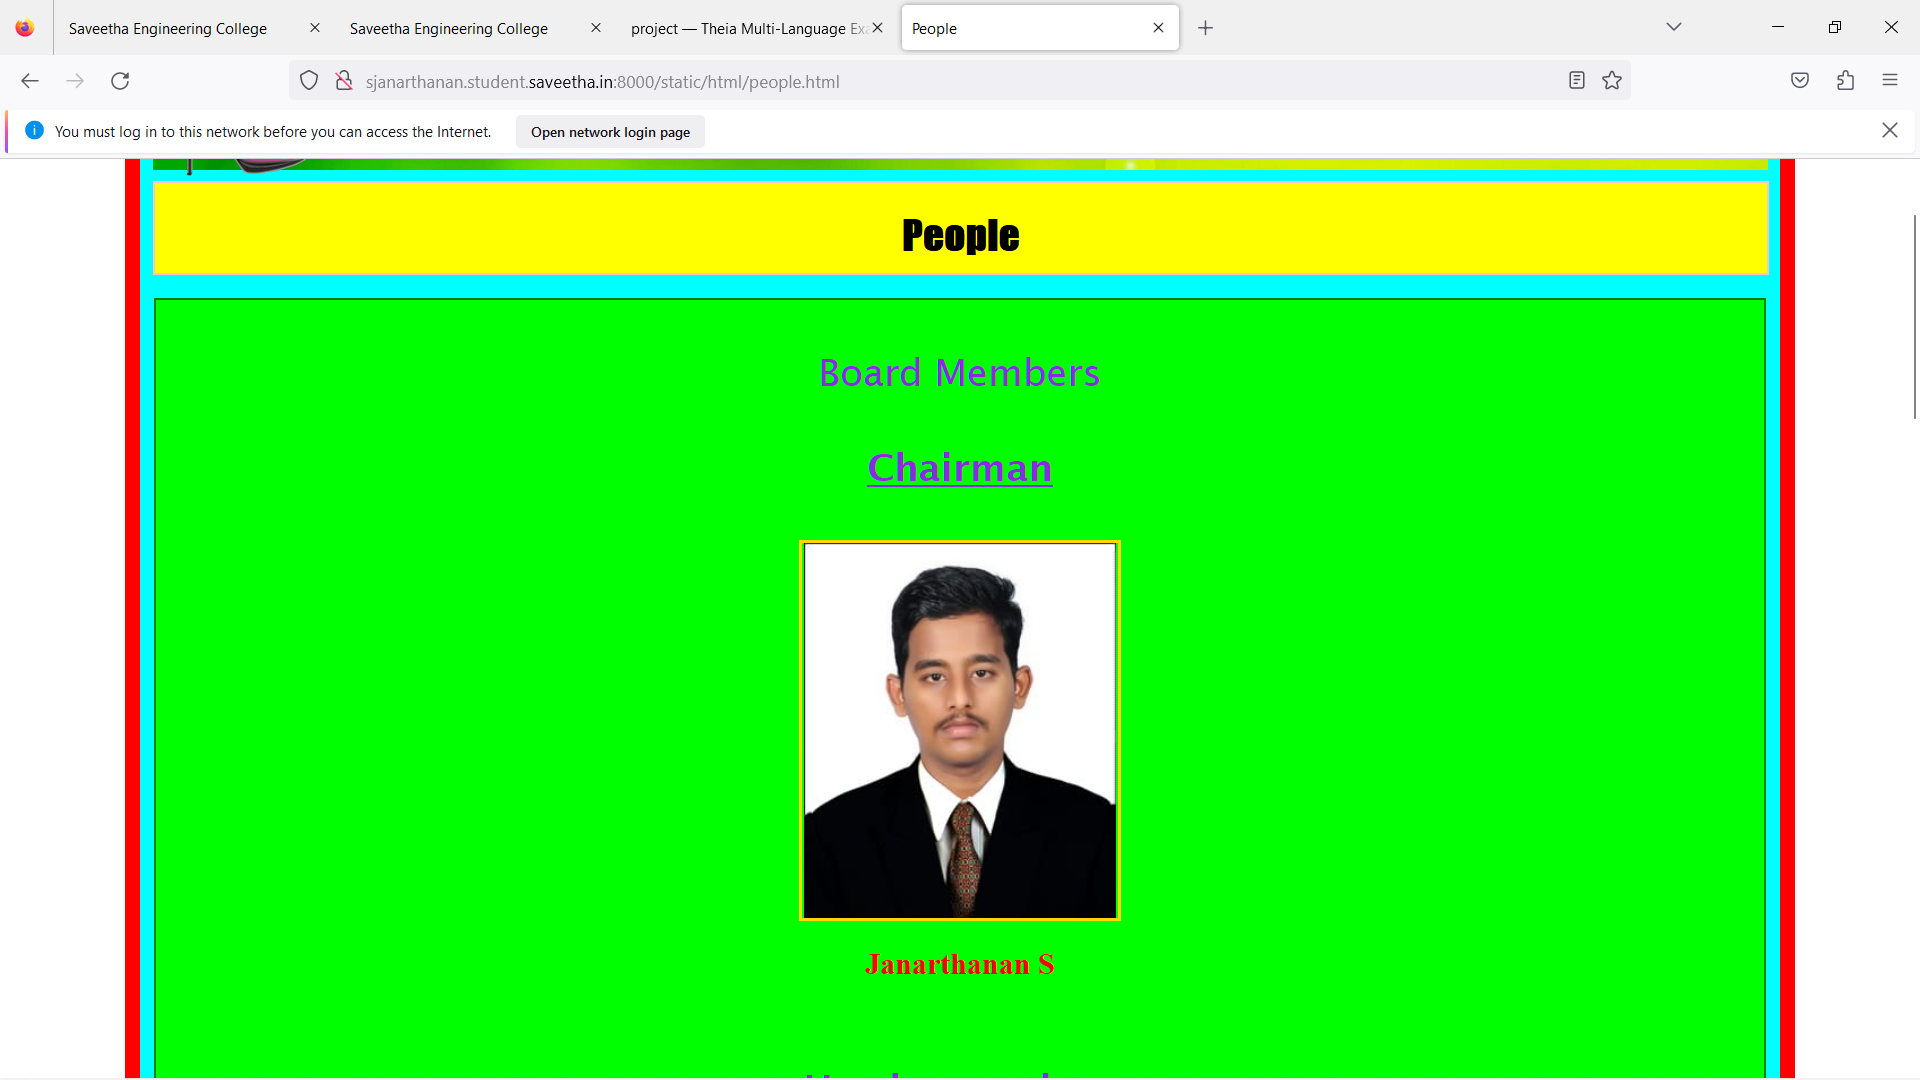 Saveetha Engineering College
Saveetha Engineering College
project — Theia Multi-Language Exa
People
sjanarthanan.student.saveetha.in:8000/static/html/people.html
You must log in to this network before you can access the Internet.
Open network login page
People
Board Members
Chairman
Janarthanan S